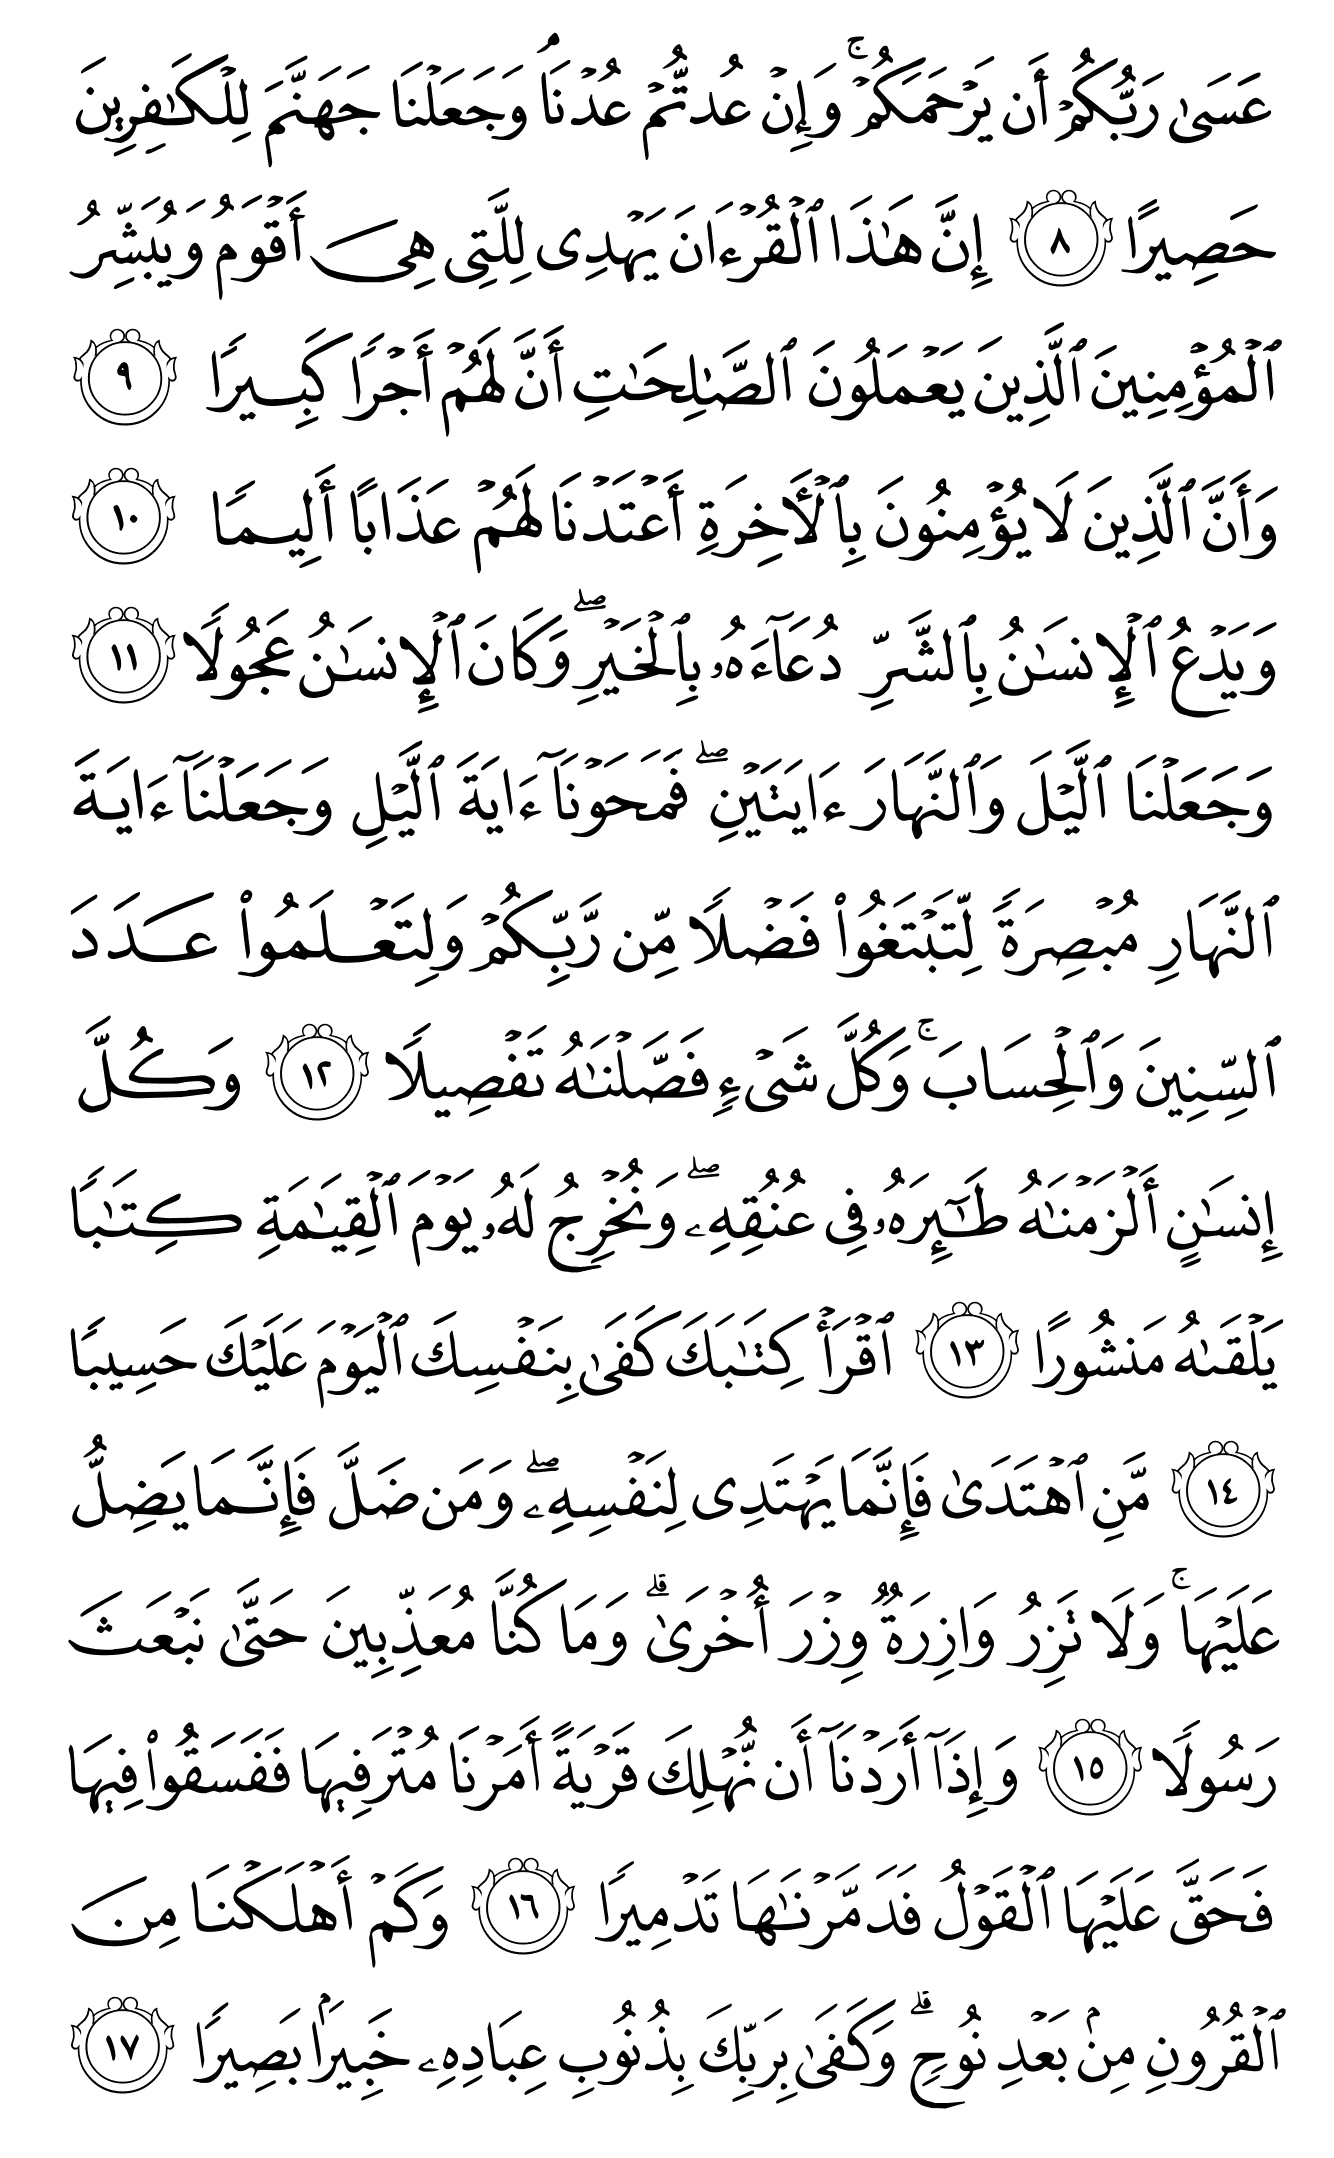 عَسَىٰ رَبُّكُمْ أَن يَرْحَمَكُمْ ۚ وَإِنْ عُدتُّمْ عُدْنَا ۘ وَجَعَلْنَا جَهَنَّمَ لِلْكَـٰفِرِينَ
حَصِيرًا ٨ إِنَّ هَـٰذَا ٱلْقُرْءَانَ يَهْدِى لِلَّتِى هِىَ أَقْوَمُ وَيُبَشِّرُ
ٱلْمُؤْمِنِينَ ٱلَّذِينَ يَعْمَلُونَ ٱلصَّـٰلِحَـٰتِ أَنَّ لَهُمْ أَجْرًا كَبِيرًا ٩
وَأَنَّ ٱلَّذِينَ لَا يُؤْمِنُونَ بِٱلْـَٔاخِرَةِ أَعْتَدْنَا لَهُمْ عَذَابًا أَلِيمًا ١٠
وَيَدْعُ ٱلْإِنسَـٰنُ بِٱلشَّرِّ دُعَآءَهُۥ بِٱلْخَيْرِ ۖ وَكَانَ ٱلْإِنسَـٰنُ عَجُولًا ١١
وَجَعَلْنَا ٱلَّيْلَ وَٱلنَّهَارَ ءَايَتَيْنِ ۖ فَمَحَوْنَآ ءَايَةَ ٱلَّيْلِ وَجَعَلْنَآ ءَايَةَ
ٱلنَّهَارِ مُبْصِرَةً لِّتَبْتَغُوا۟ فَضْلًا مِّن رَّبِّكُمْ وَلِتَعْلَمُوا۟ عَدَدَ
ٱلسِّنِينَ وَٱلْحِسَابَ ۚ وَكُلَّ شَىْءٍ فَصَّلْنَـٰهُ تَفْصِيلًا ١٢ وَكُلَّ
إِنسَـٰنٍ أَلْزَمْنَـٰهُ طَـٰٓئِرَهُۥ فِى عُنُقِهِۦ ۖ وَنُخْرِجُ لَهُۥ يَوْمَ ٱلْقِيَـٰمَةِ كِتَـٰبًا
يَلْقَىٰهُ مَنشُورًا ١٣ ٱقْرَأْ كِتَـٰبَكَ كَفَىٰ بِنَفْسِكَ ٱلْيَوْمَ عَلَيْكَ حَسِيبًا
١٤ مَّنِ ٱهْتَدَىٰ فَإِنَّمَا يَهْتَدِى لِنَفْسِهِۦ ۖ وَمَن ضَلَّ فَإِنَّمَا يَضِلُّ
عَلَيْهَا ۚ وَلَا تَزِرُ وَازِرَةٌ وِزْرَ أُخْرَىٰ ۗ وَمَا كُنَّا مُعَذِّبِينَ حَتَّىٰ نَبْعَثَ
رَسُولًا ١٥ وَإِذَآ أَرَدْنَآ أَن نُّهْلِكَ قَرْيَةً أَمَرْنَا مُتْرَفِيهَا فَفَسَقُوا۟ فِيهَا
فَحَقَّ عَلَيْهَا ٱلْقَوْلُ فَدَمَّرْنَـٰهَا تَدْمِيرًا ١٦ وَكَمْ أَهْلَكْنَا مِنَ
ٱلْقُرُونِ مِنۢ بَعْدِ نُوحٍ ۗ وَكَفَىٰ بِرَبِّكَ بِذُنُوبِ عِبَادِهِۦ خَبِيرًۢا بَصِيرًا ١٧